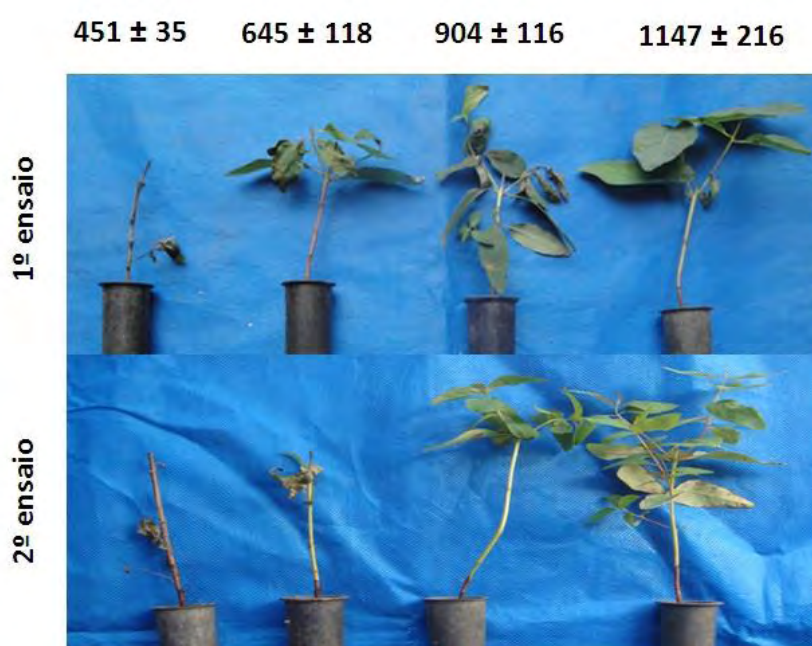 451 ± 35 645 ± 118 904 ± 116 1147 ± 216
1º ensaio
2º ensaio